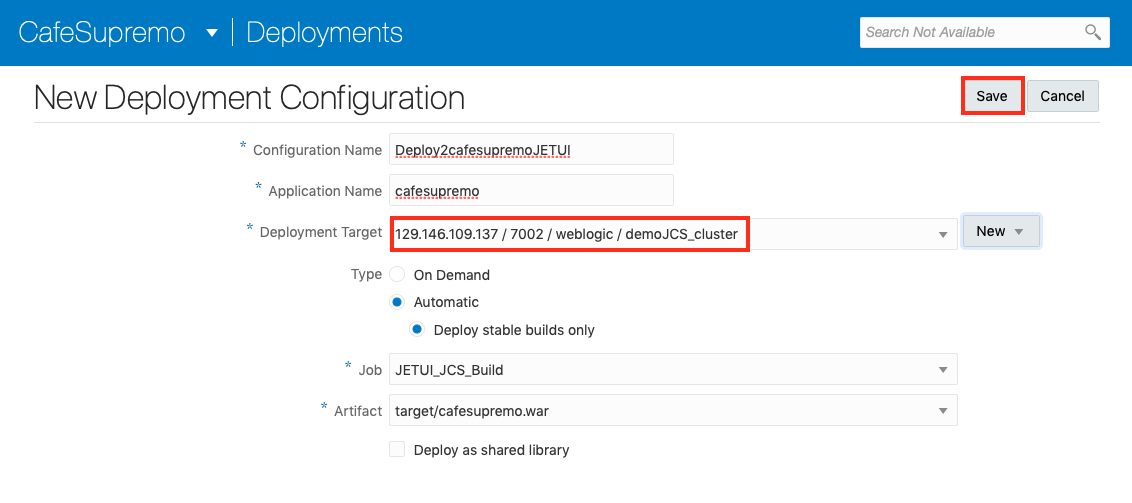 CafeSupremo Deployments Search Not Available
New Deployment Configuration Save Cancel
* Configuration Name Deploy2cafesupremoJETUI
* Application Name cafesupremo
* Deployment Target 129.146.109.137 / 7002 / weblogic / demoJCS_cluster New
Type On Demand
Automatic
Deploy stable builds only
* Job JETUI_JCS_Build
* Artifact target/cafesupremo.war
Deploy as shared library